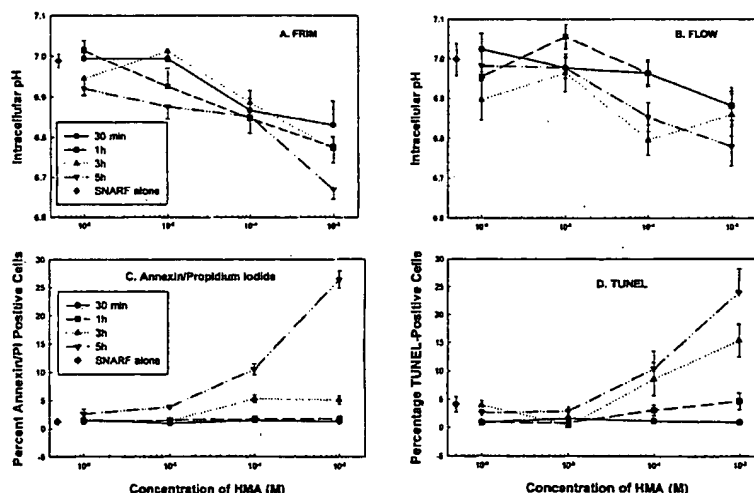 7.1
7.0
6.9
6.8
6.7
Intracellular pH
A. FRIM
30 min
1h
3h
5h
SNARF alone
7.1
7.0
6.9
6.8
6.7
6.6
Intracellular pH
B. FLOW
30
25
20
15
10
5
0
-5
Percent Annexin/PI Positive Cells
C. Annexin/Propidium Iodide
30 min
1h
3h
5h
SNARF alone
Concentration of HMA (M)
30
25
20
15
10
5
0
-5
Percentage TUNEL-Positive Cells
D. TUNEL
Concentration of HMA (M)